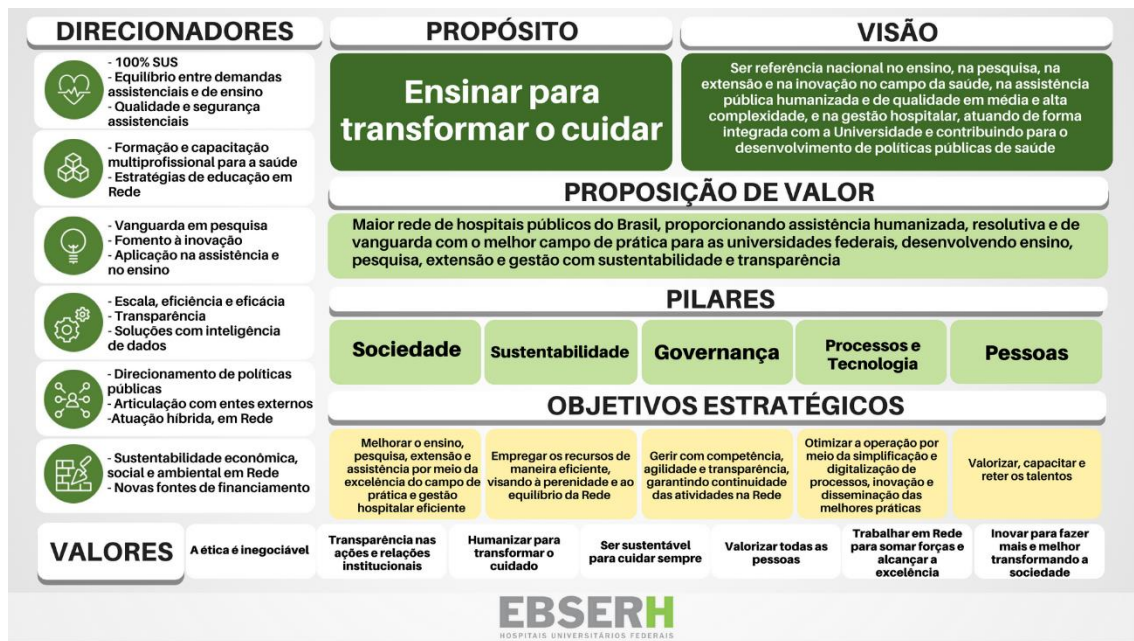 DIRECIONADORES
- 100% SUS
- Equilíbrio entre demandas
assistenciais e de ensino
- Qualidade e segurança
assistenciais
- Formação e capacitação
multiprofissional para a saúde
- Estratégias de educação em
Rede
- Vanguarda em pesquisa
- Fomento à inovação
- Aplicação na assistência e
no ensino
- Escala, eficiência e eficácia
- Transparência
- Soluções com inteligência
de dados
- Direcionamento de políticas
públicas
- Articulação com entes externos
-Atuação híbrida, em Rede
- Sustentabilidade econômica,
social e ambiental em Rede
- Novas fontes de financiamento
PROPÓSITO
Ensinar para
transformar o cuidar
VISÃO
Ser referência nacional no ensino, na pesquisa, na
extensão e na inovação no campo da saúde, na assistência
pública humanizada e de qualidade em média e alta
complexidade, e na gestão hospitalar, atuando de forma
integrada com a Universidade e contribuindo para o
desenvolvimento de políticas públicas de saúde
PROPOSIÇÃO DE VALOR
Maior rede de hospitais públicos do Brasil, proporcionando assistência humanizada, resolutiva e de
vanguarda com o melhor campo de prática para as universidades federais, desenvolvendo ensino,
pesquisa, extensão e gestão com sustentabilidade e transparência
PILARES
Sociedade
Sustentabilidade
Governança
Processos e
Tecnologia
Pessoas
OBJETIVOS ESTRATÉGICOS
Melhorar o ensino,
pesquisa, extensão e
assistência por meio da
excelência do campo de
prática e gestão
hospitalar eficiente
Empregar os recursos de
maneira eficiente,
visando à perenidade e ao
equilíbrio da Rede
Gerir com competência,
agilidade e transparência,
garantindo continuidade
das atividades na Rede
Otimizar a operação por
meio da simplificação e
digitalização de
processos, inovação e
disseminação das
melhores práticas
Valorizar, capacitar e
reter os talentos
VALORES
A ética é inegociável
Transparência nas
ações e relações
institucionais
Humanizar para
transformar o
cuidado
Ser sustentável
para cuidar sempre
Valorizar todas as
pessoas
Trabalhar em Rede
para somar forças e
alcançar a
excelência
Inovar para fazer
mais e melhor
transformando a
sociedade
EBSERH
HOSPITAIS UNIVERSITÁRIOS FEDERAIS